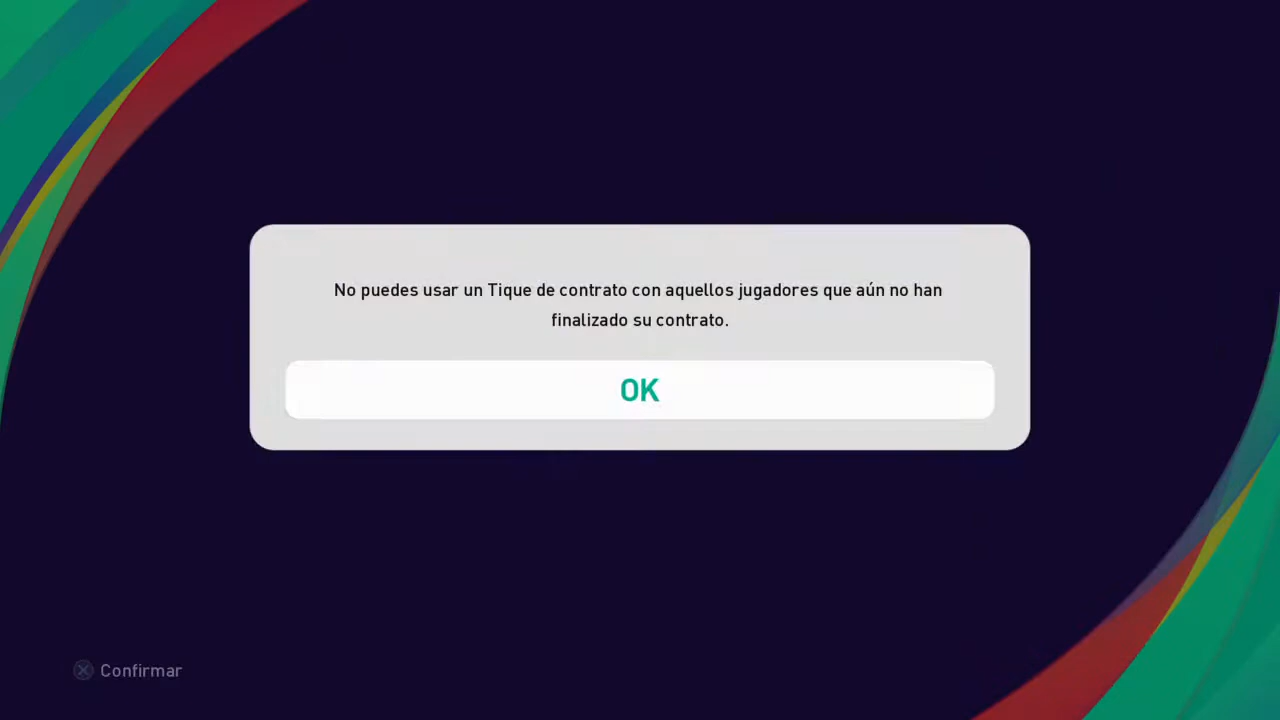 No puedes usar un Tique de contrato con aquellos jugadores que aún no han
finalizado su contrato.
OK
Confirmar